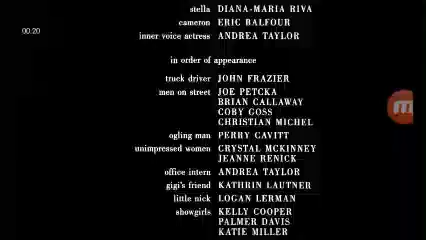 stella DIANA-MARIA RIVA
cameron ERIC BALFOUR
00:20
inner voice actress ANDREA TAYLOR
in order of appearance
truck driver JOHN FRAZIER
men on street JOE PETCKA
BRIAN CALLAWAY
COBY GOSS
CHRISTIAN MICHEL
ogling man PERRY CAVITT
unimpressed women CRYSTAL MCKINNEY
JEANNE RENICK
office intern ANDREA TAYLOR
gigi's friend KATHRIN LAUTNER
little nick LOGAN LERMAN
showgirls KELLY COOPER
PALMER DAVIS
KATIE MILLER